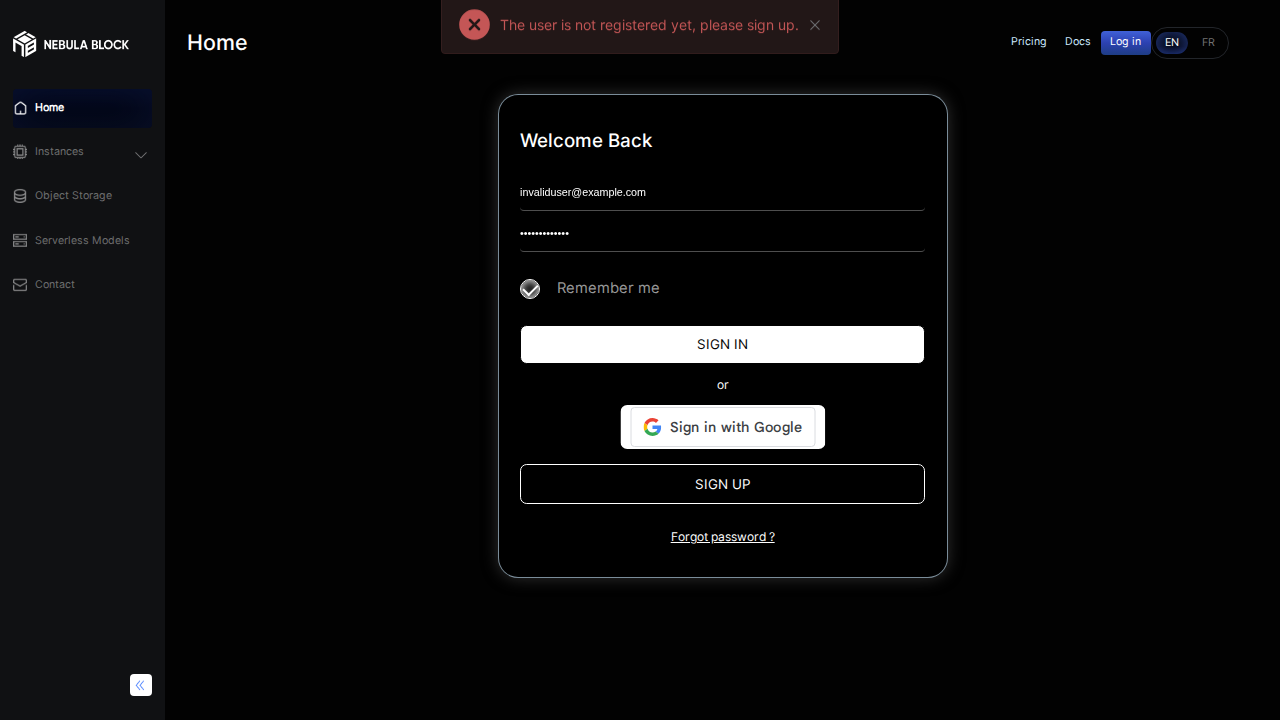 NEBULA BLOCK
Home
Instances
Object Storage
Serverless Models
Contact
Home
The user is not registered yet, please sign up.
Pricing
Docs
Log in
EN
FR
Welcome Back
invaliduser@example.com
•••••••••••••
Remember me
SIGN IN
or
Sign in with Google
SIGN UP
Forgot password ?